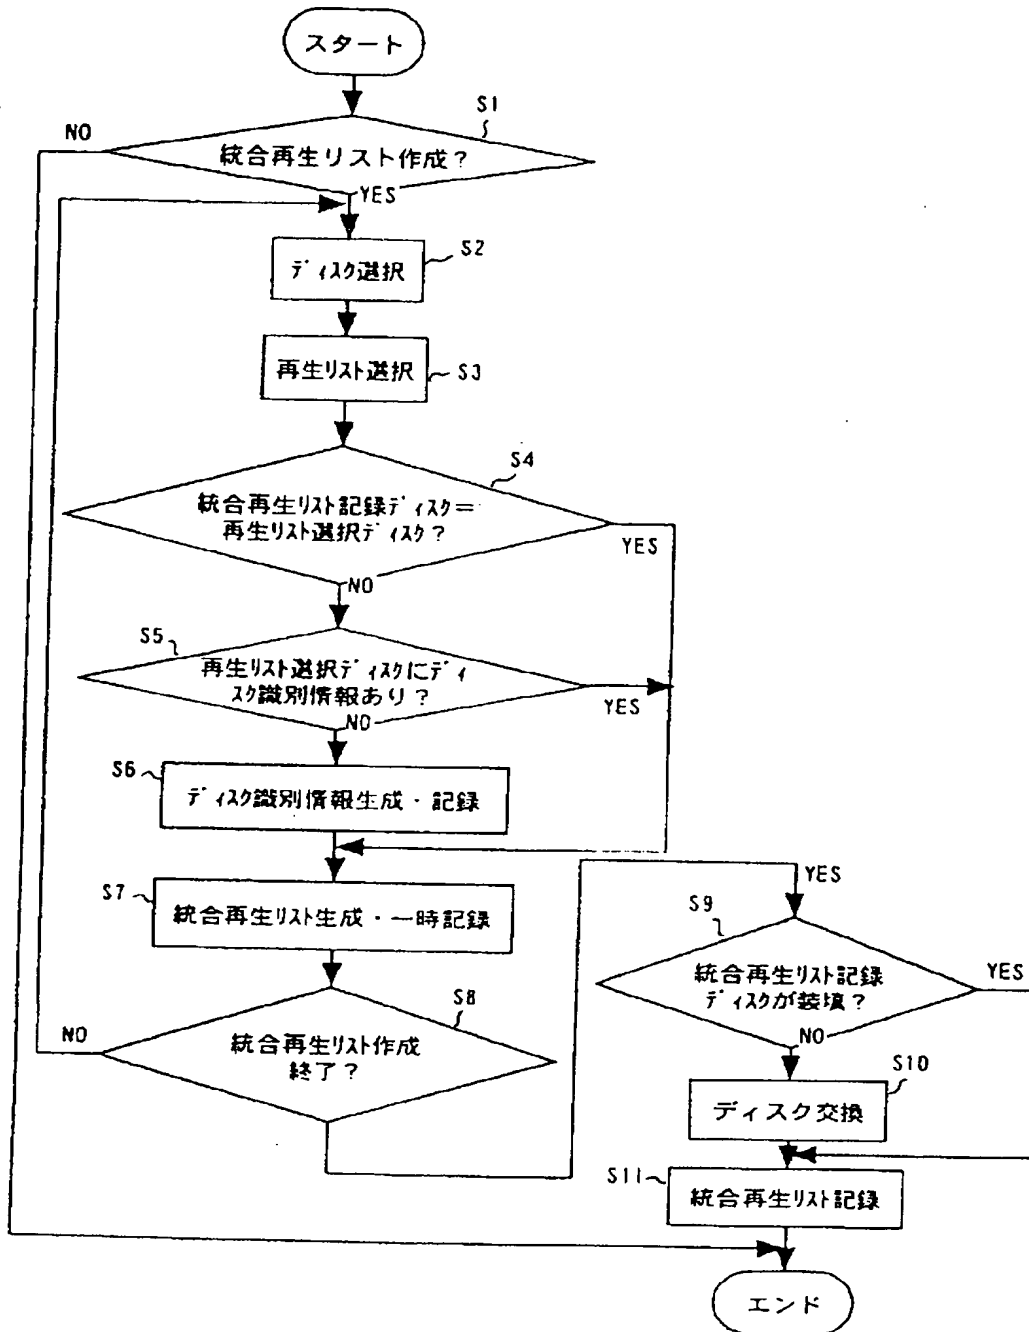 スタート
S1
NO
統合再生リスト作成？
YES
S2
ディスク選択
再生リスト選択
S3
S4
統合再生リスト記録ディスク＝
再生リスト選択ディスク？
YES
NO
S5
再生リスト選択ディスクにディ
スク識別情報あり？
YES
NO
S6
ディスク識別情報生成・記録
S7
統合再生リスト生成・一時記録
S8
NO
統合再生リスト作成
終了？
YES
S9
統合再生リスト記録
ディスクが装填？
YES
NO
S10
ディスク交換
S11
統合再生リスト記録
エンド